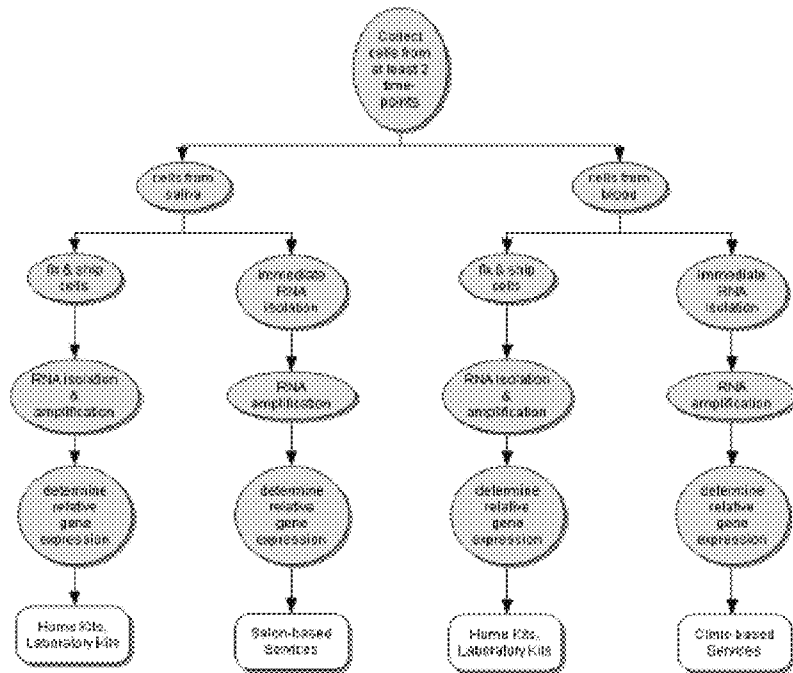 Collect
cells from
at least 2
time-
points
cells from
saliva
cells from
blood
fix & ship
cells
immediate
RNA
isolation
fix & ship
cells
immediate
RNA
isolation
RNA isolation
&
amplification
RNA
amplification
RNA isolation
&
amplification
RNA
amplification
determine
relative
gene
expression
determine
relative
gene
expression
determine
relative
gene
expression
determine
relative
gene
expression
Home Kits,
Laboratory Kits
Salon-based
Services
Home Kits,
Laboratory Kits
Clinic-based
Services